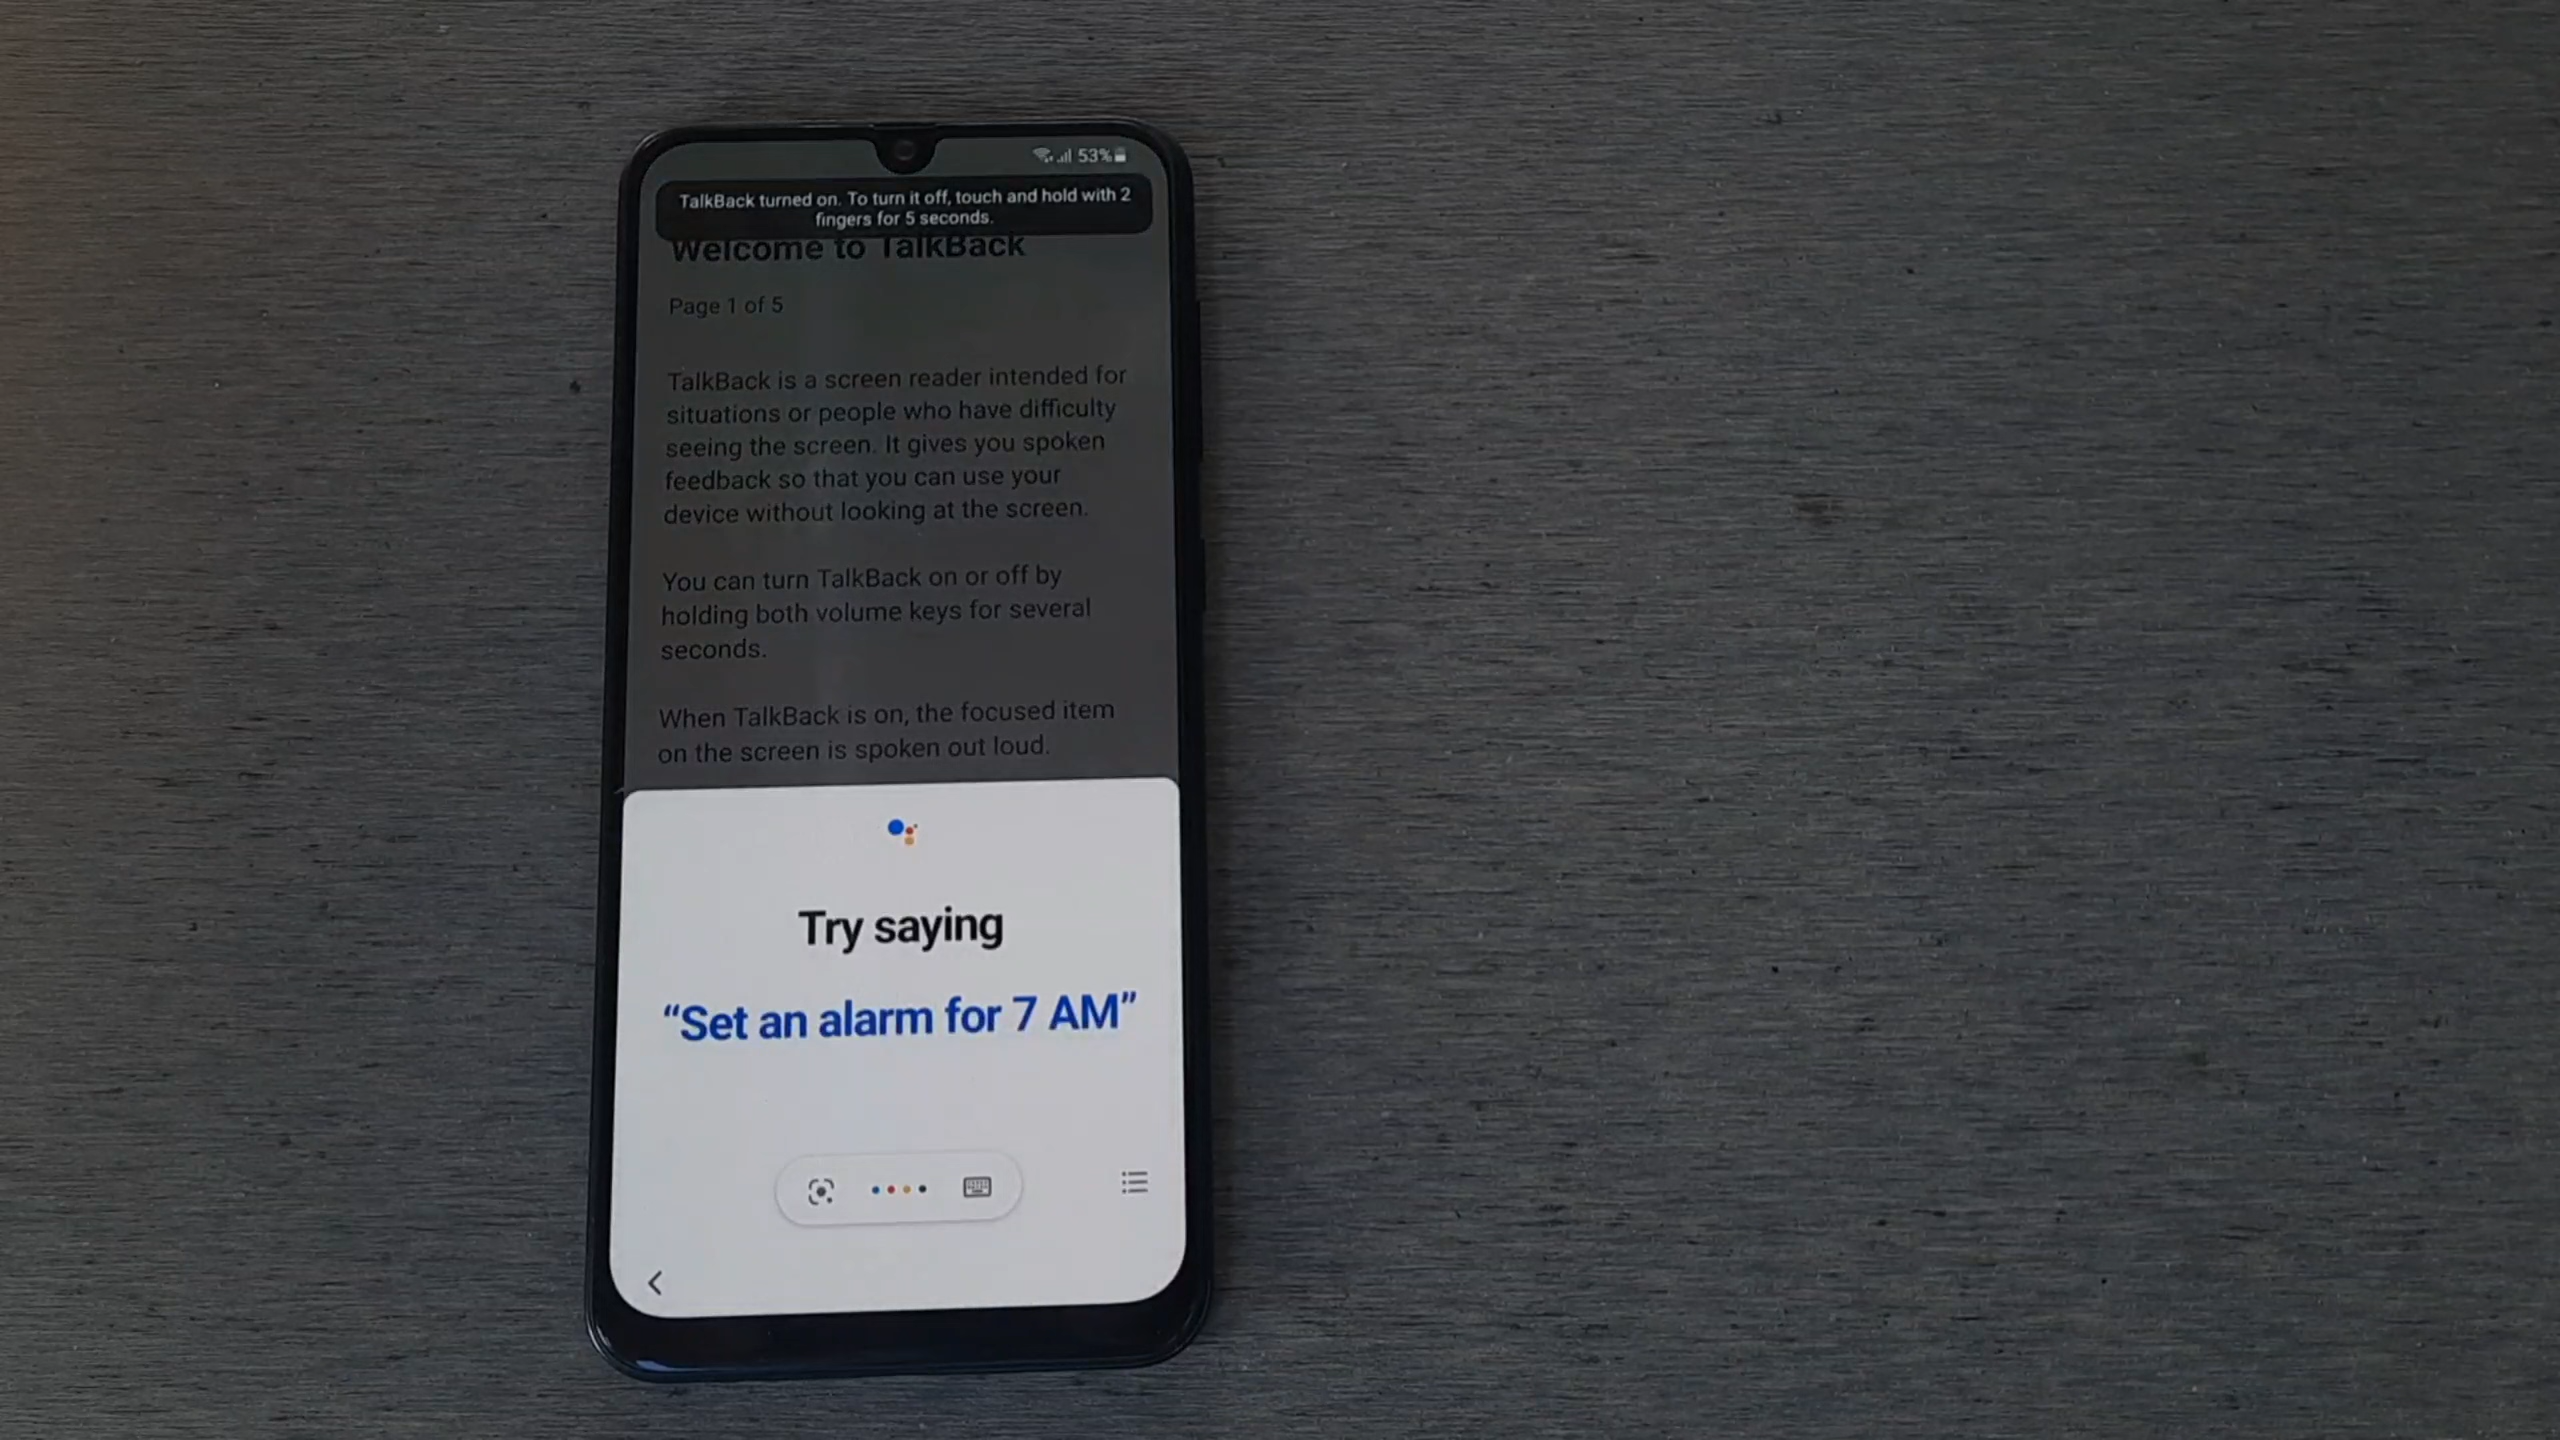 53%
TalkBack turned on. To turn it off, touch and hold with 2
fingers for 5 seconds.
Welcome to TalkBack
Page 1 of 5
TalkBack is a screen reader intended for
situations or people who have difficulty
seeing the screen. It gives you spoken
feedback so that you can use your
device without looking at the screen.
You can turn TalkBack on or off by
holding both volume keys for several
seconds.
When TalkBack is on, the focused item
on the screen is spoken out loud.
Try saying
“Set an alarm for 7 AM”